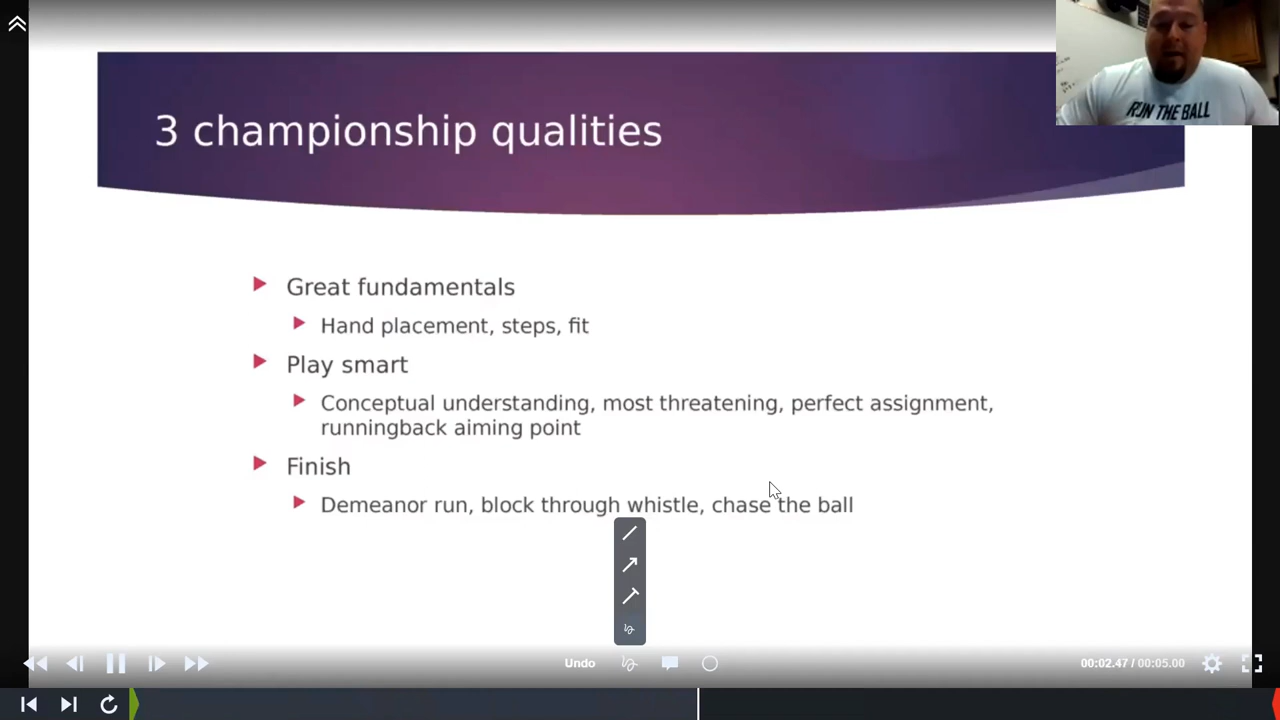 3 championship qualities
RUN THE BALL
Great fundamentals
Hand placement, steps, fit
Play smart
Conceptual understanding, most threatening, perfect assignment,
runningback aiming point
Finish
Demeanor run, block through whistle, chase the ball
Undo
00:02.47 / 00:05.00